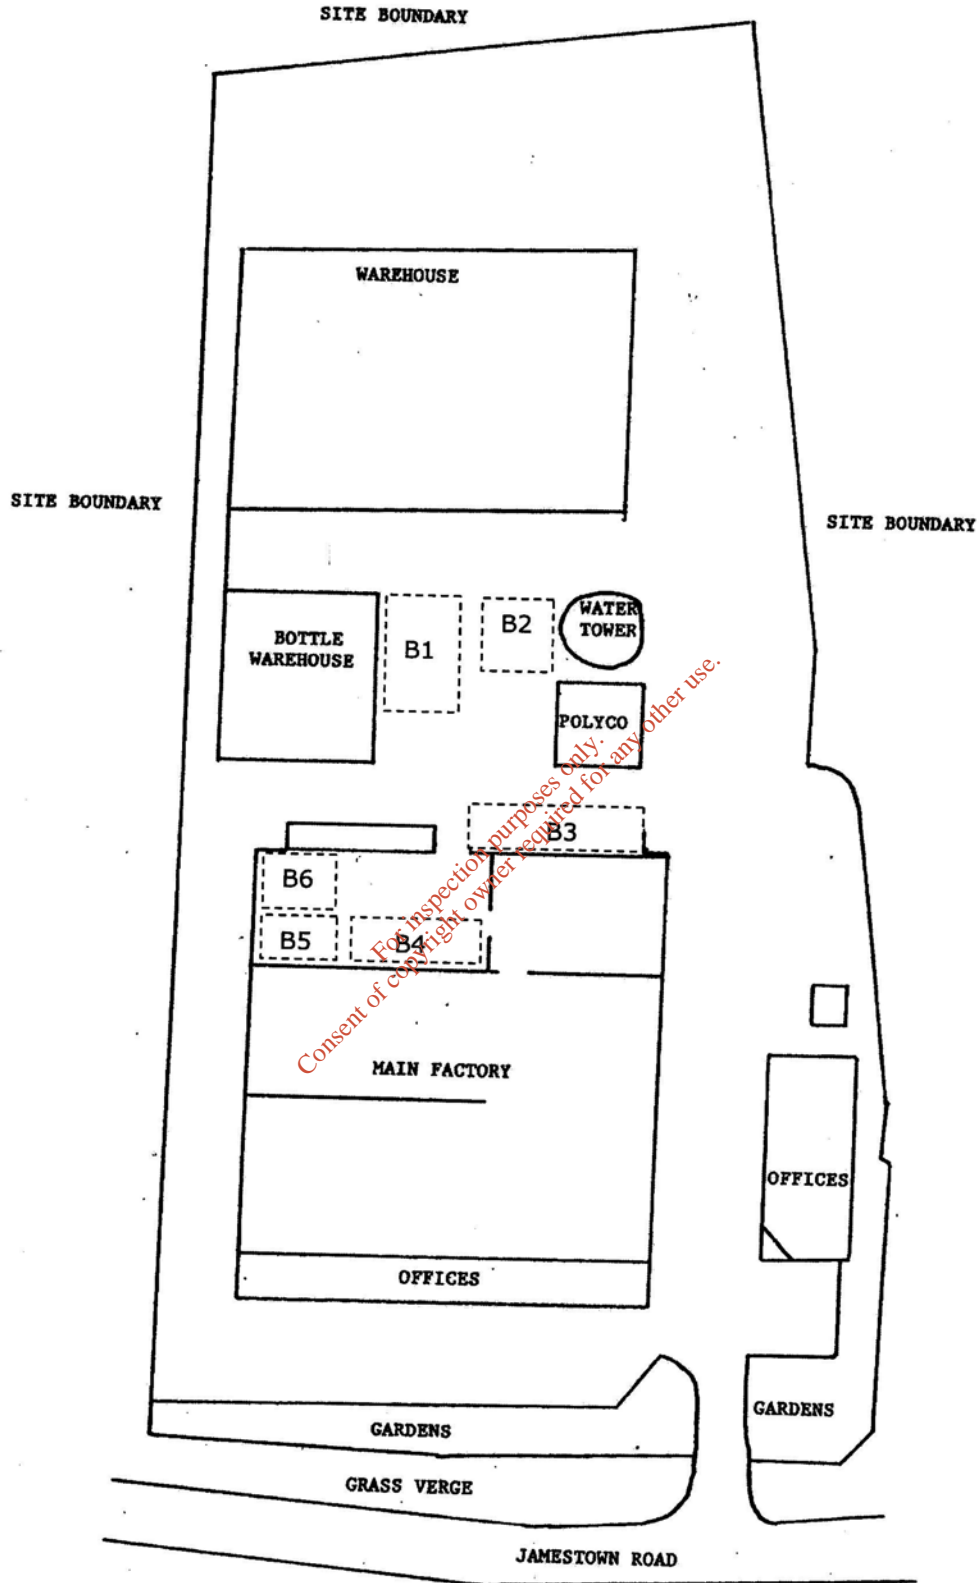 SITE BOUNDARY
WAREHOUSE
SITE BOUNDARY
SITE BOUNDARY
BOTTLE
WAREHOUSE
B1
B2
WATER
TOWER
POLYCO
B3
B6
B5
B4
For inspection purposes only.
Consent of copyright owner required for any other use.
MAIN FACTORY
OFFICES
OFFICES
GARDENS
GARDENS
GRASS VERGE
JAMESTOWN ROAD